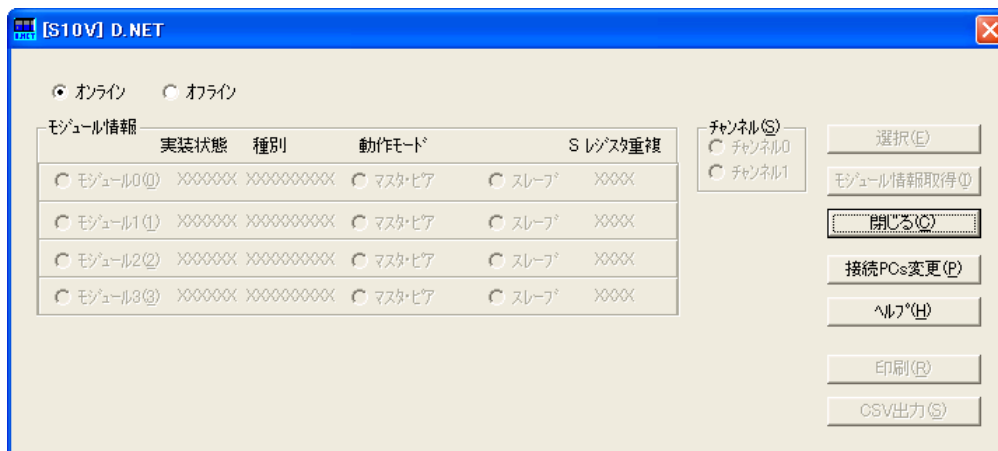 [S10V] D.NET
オンライン オフライン
モジュール情報
実装状態 種別 動作モード S レジスタ重複
モジュール0(0) XXXXXX XXXXXXXXX マスタ・ピア スレーブ XXXX
モジュール1(1) XXXXXX XXXXXXXXX マスタ・ピア スレーブ XXXX
モジュール2(2) XXXXXX XXXXXXXXX マスタ・ピア スレーブ XXXX
モジュール3(3) XXXXXX XXXXXXXXX マスタ・ピア スレーブ XXXX
チャンネル(S)
チャンネル0
チャンネル1
選択(E)
モジュール情報取得(I)
閉じる(C)
接続PCs変更(P)
ヘルプ(H)
印刷(R)
CSV出力(S)